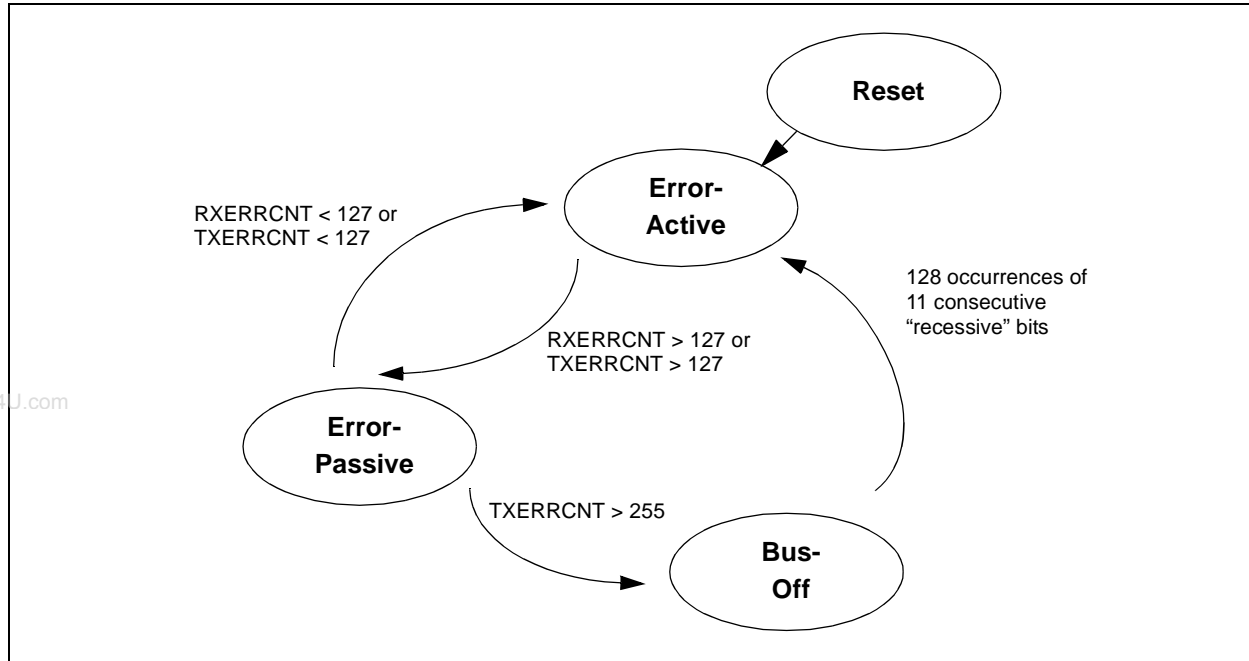 Reset
Error-
Active
RXERRCNT < 127 or
TXERRCNT < 127
128 occurrences of
11 consecutive
“recessive” bits
RXERRCNT > 127 or
TXERRCNT > 127
4U.com
Error-
Passive
TXERRCNT > 255
Bus-
Off